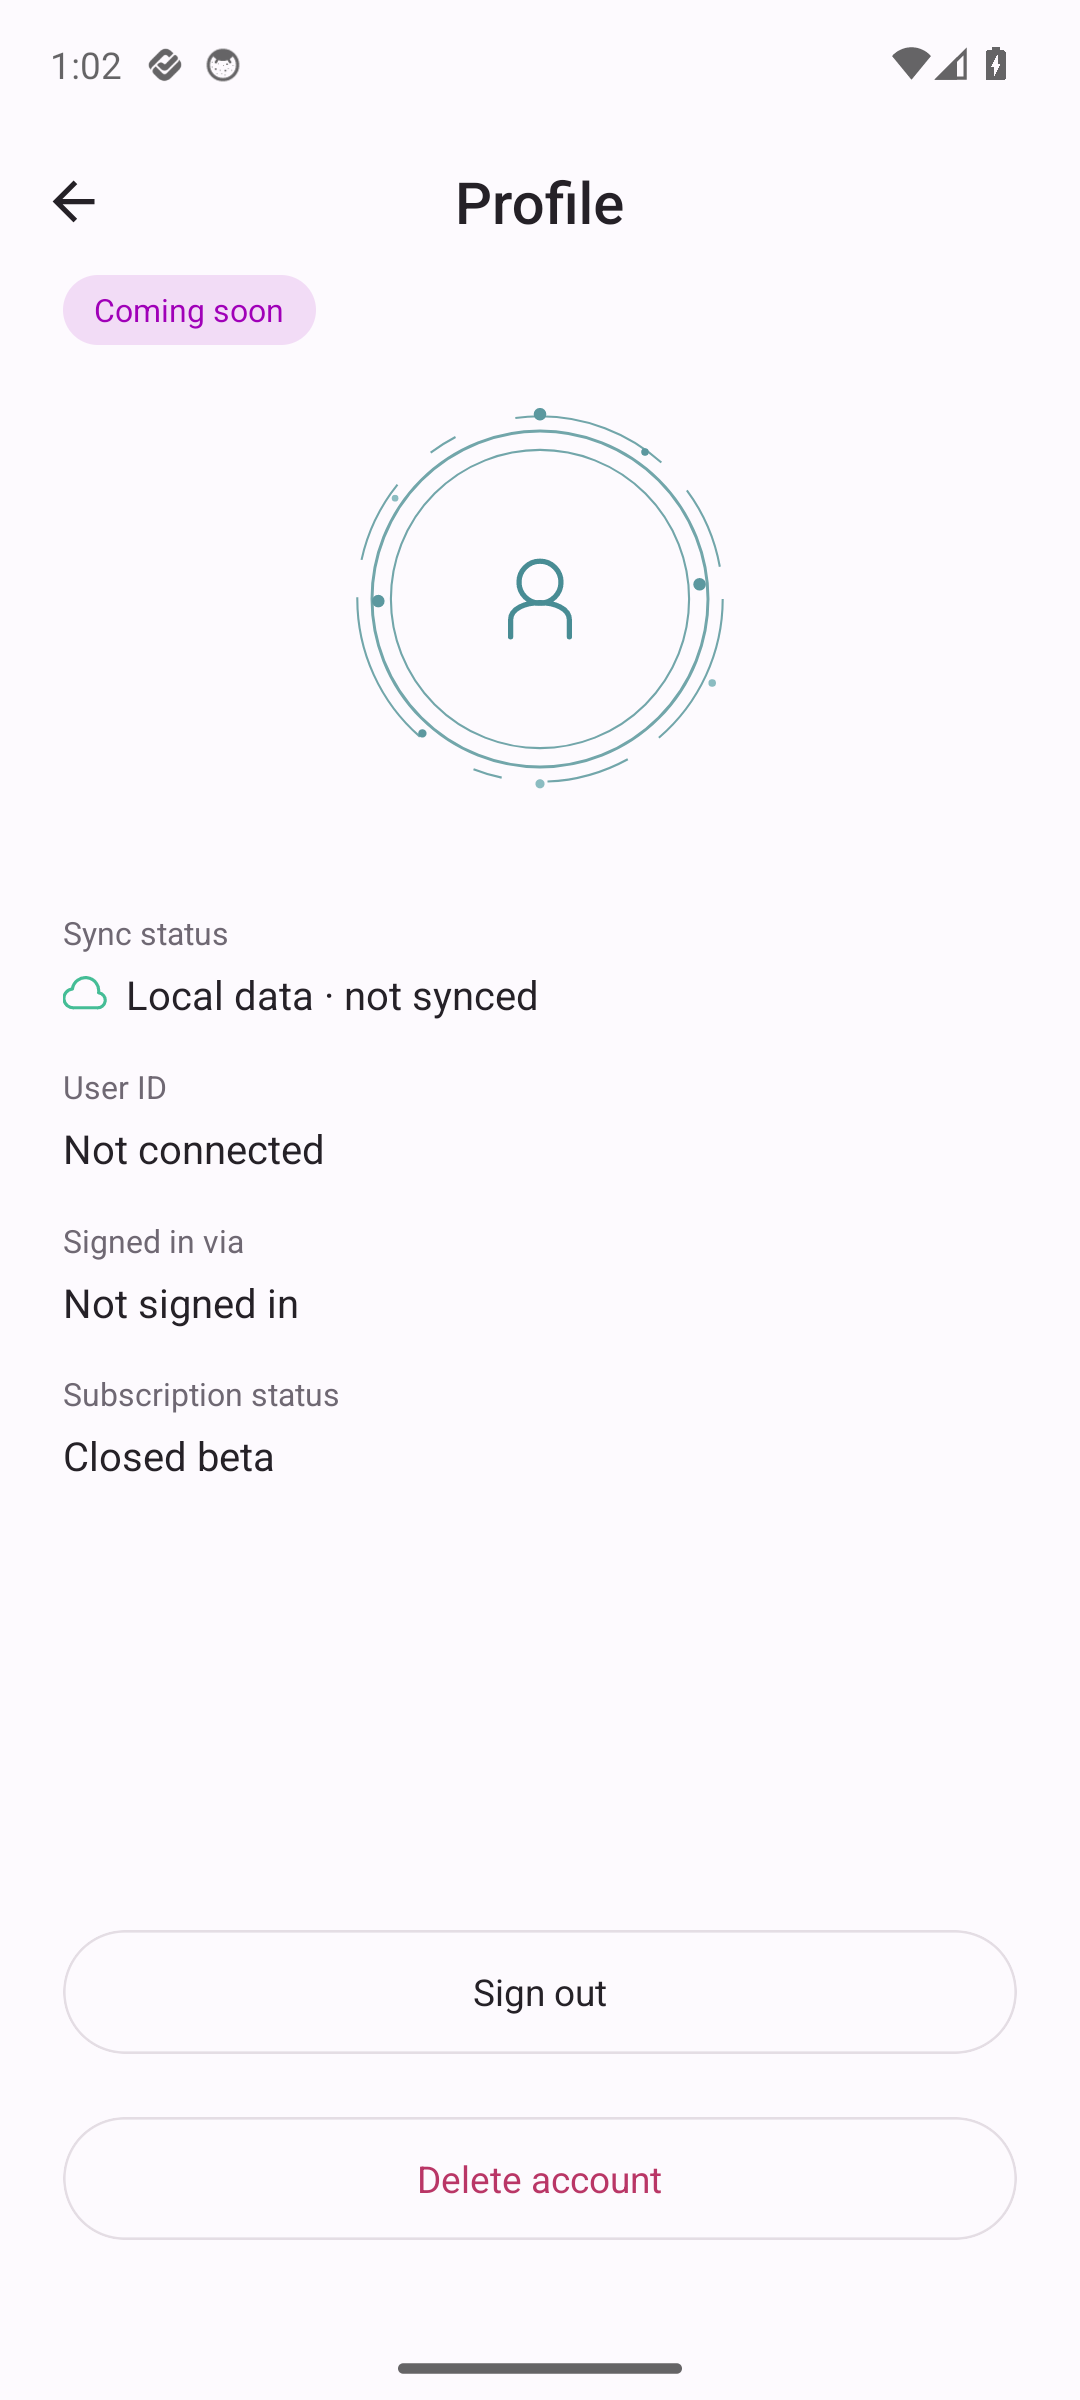 1:02
Profile
Coming soon
Sync status
Local data · not synced
User ID
Not connected
Signed in via
Not signed in
Subscription status
Closed beta
Sign out
Delete account